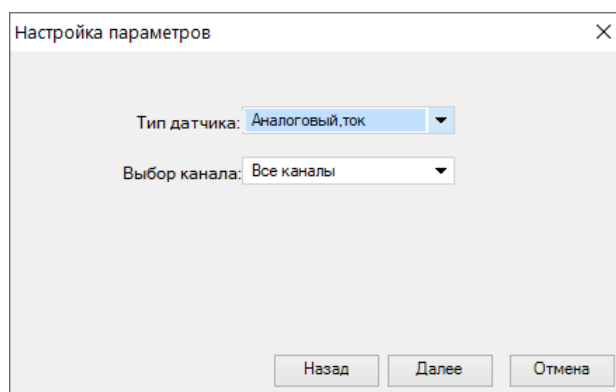 Настройка параметров
Тип датчика: Аналоговый,ток
Выбор канала: Все каналы
Назад Далее Отмена